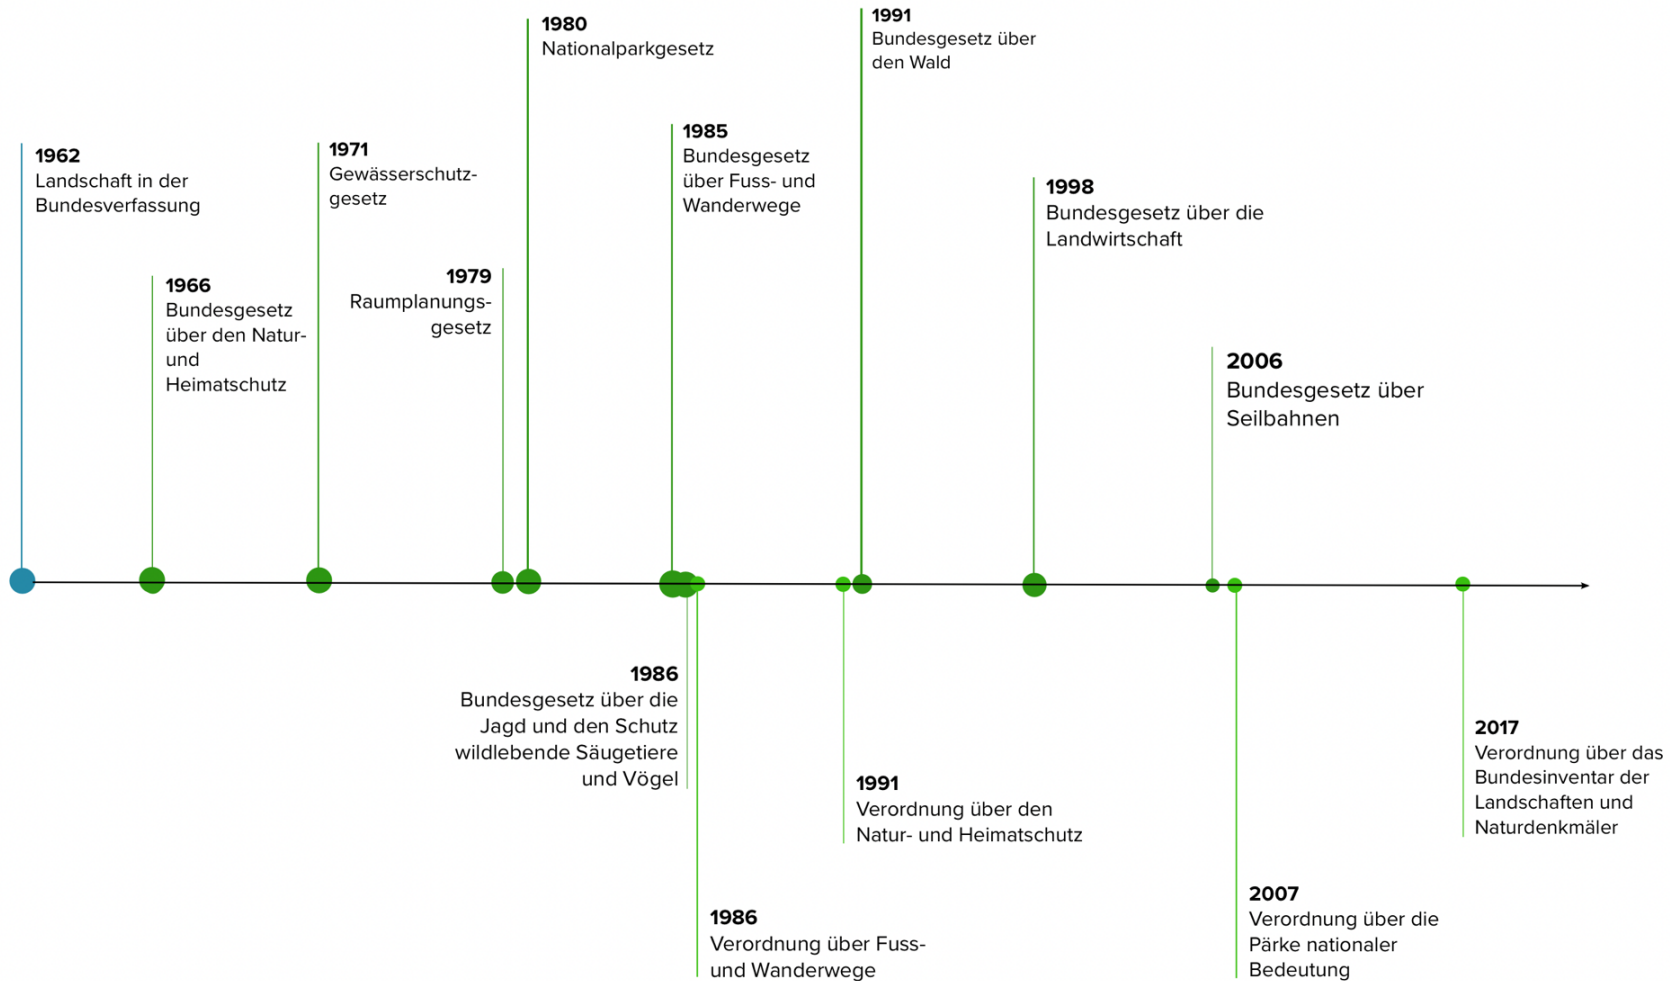 1962
Landschaft in der
Bundesverfassung
1966
Bundesgesetz
über den Natur-
und
Heimatschutz
1971
Gewässerschutz-
gesetz
1979
Raumplanungs-
gesetz
1980
Nationalparkgesetz
1985
Bundesgesetz
über Fuss- und
Wanderwege
1986
Bundesgesetz über die
Jagd und den Schutz
wildlebende Säugetiere
und Vögel
1986
Verordnung über Fuss-
und Wanderwege
1991
Verordnung über den
Natur- und Heimatschutz
1991
Bundesgesetz über
den Wald
1998
Bundesgesetz über die
Landwirtschaft
2006
Bundesgesetz über
Seilbahnen
2007
Verordnung über die
Pärke nationaler
Bedeutung
2017
Verordnung über das
Bundesinventar der
Landschaften und
Naturdenkmäler